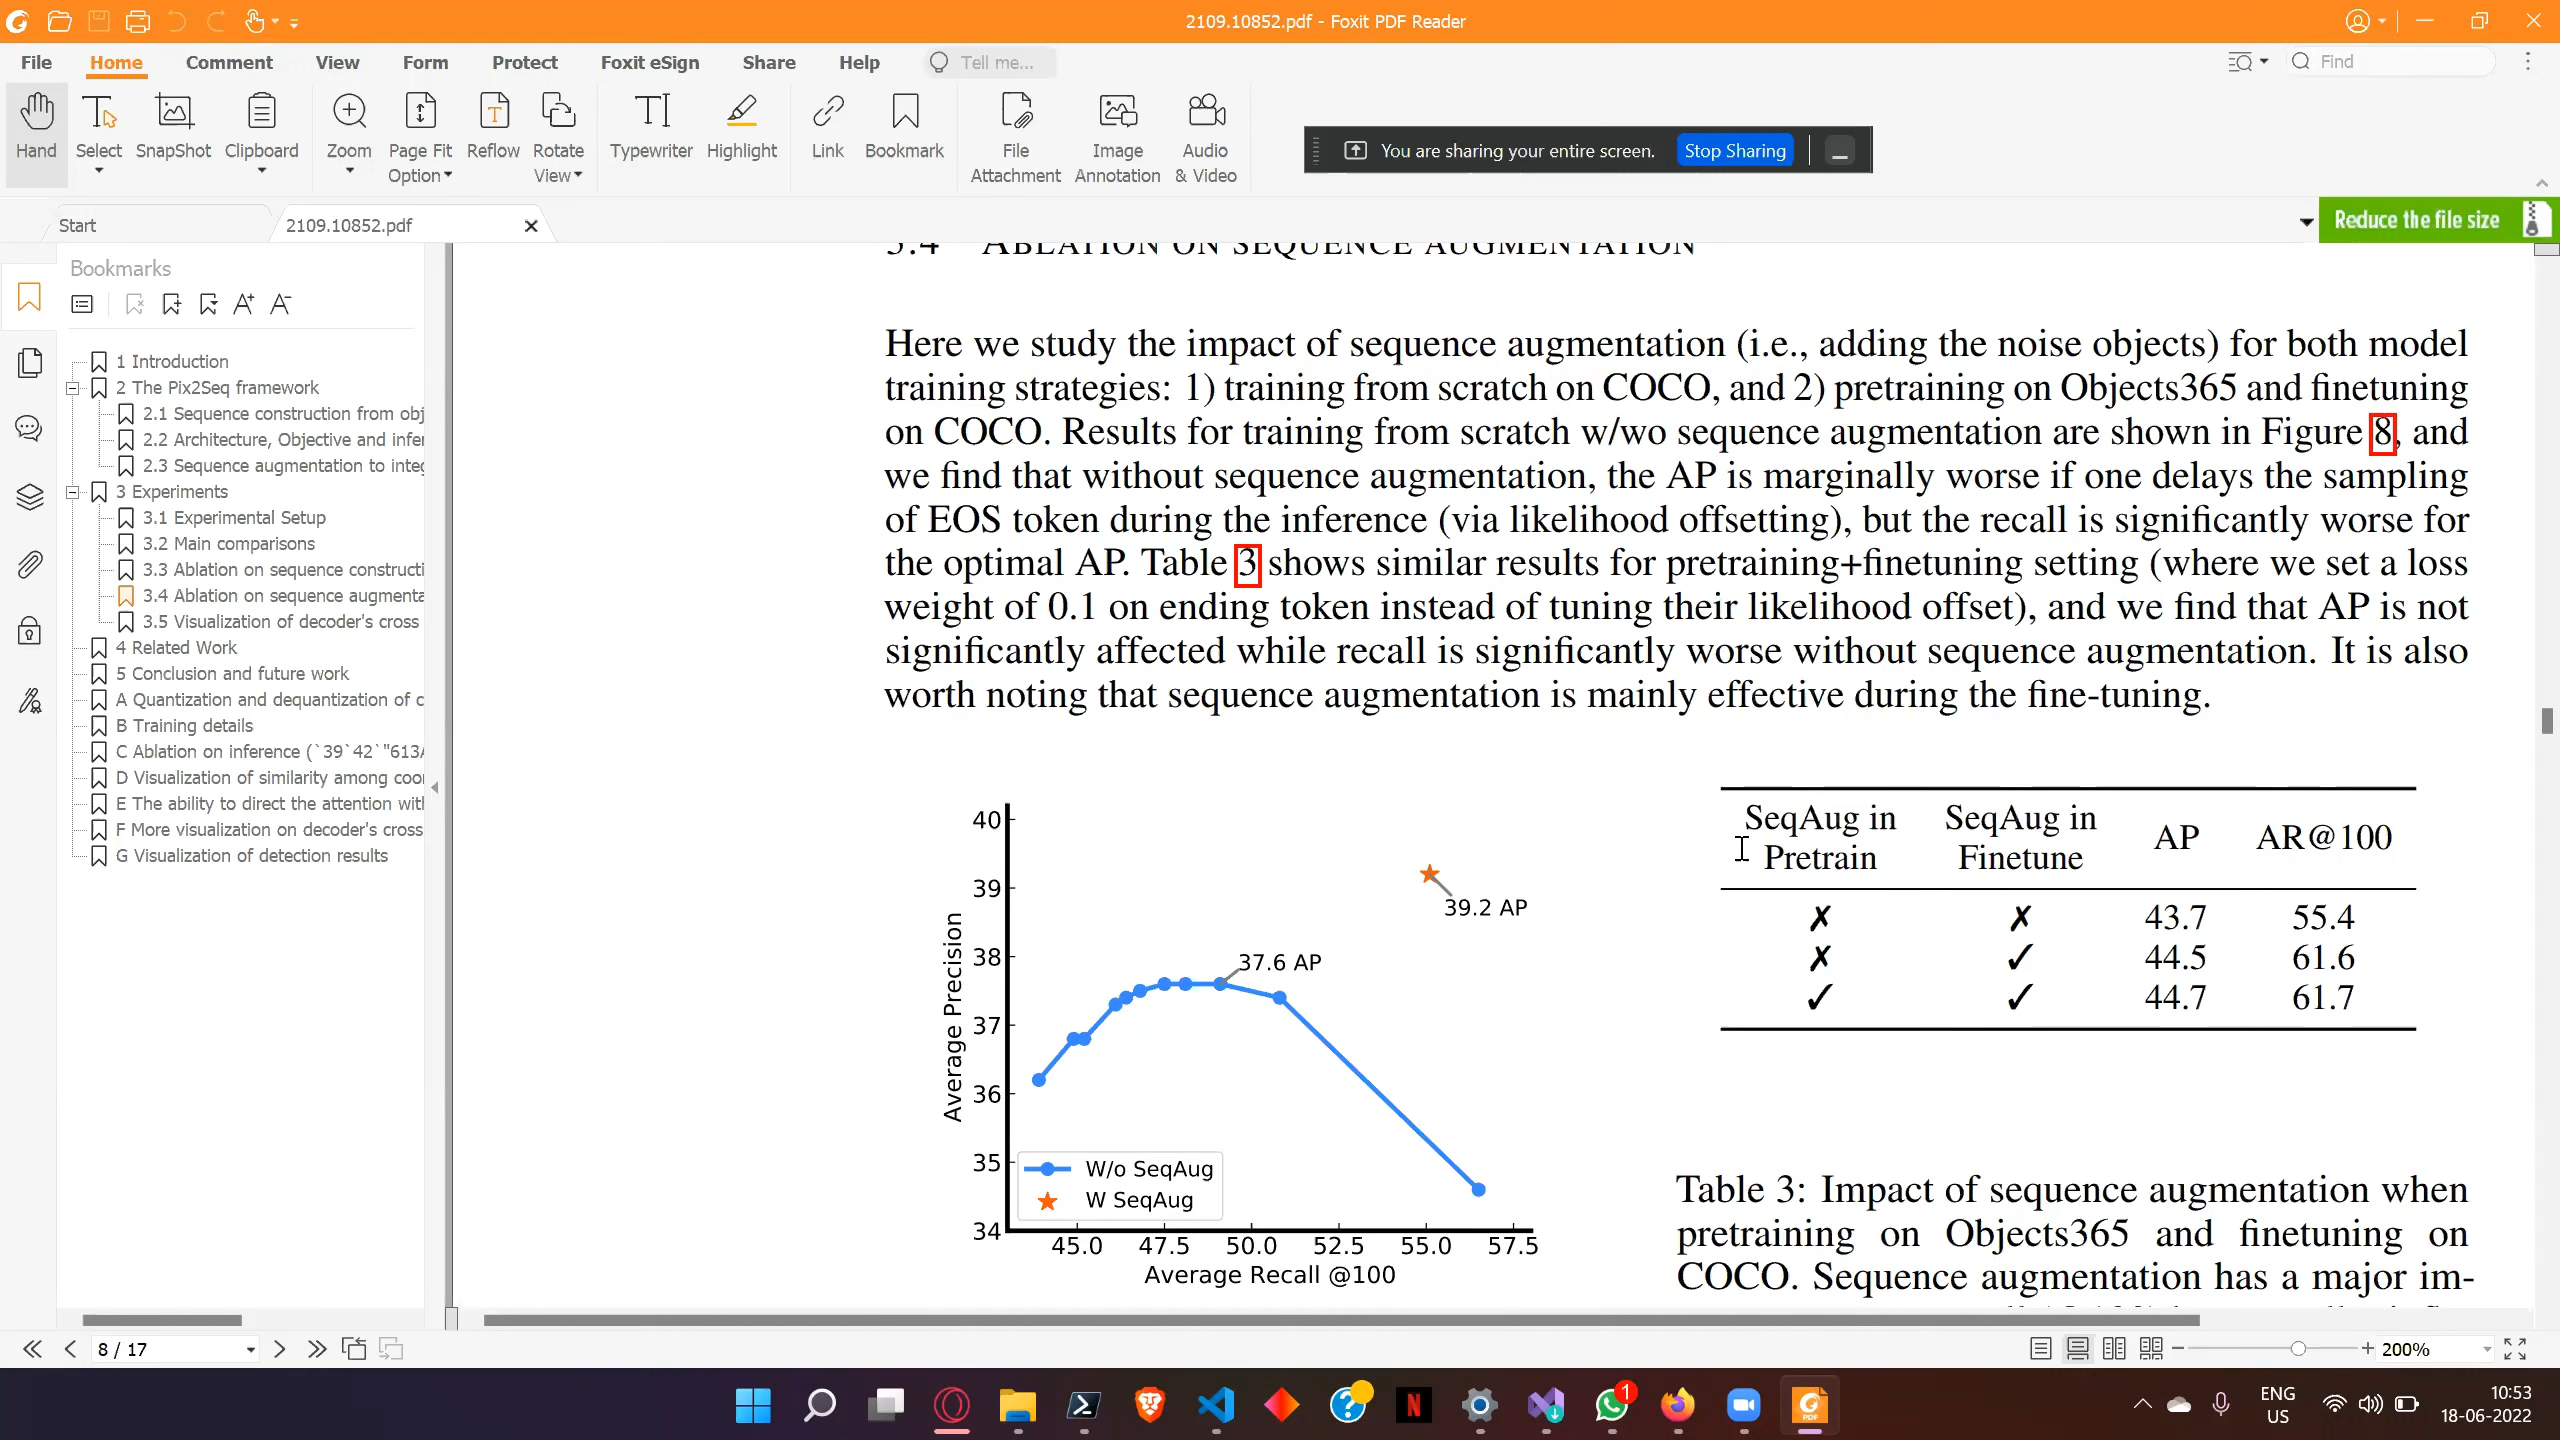 2109.10852.pdf - Foxit PDF Reader
File Home Comment View Form Protect Foxit eSign Share Help Tell me... Find
Hand Select SnapShot Clipboard Zoom Page Fit Option Reflow Rotate View Typewriter Highlight Link Bookmark File Attachment Image Annotation Audio & Video
You are sharing your entire screen. Stop Sharing
Start 2109.10852.pdf Reduce the file size
Bookmarks
1 Introduction
2 The Pix2Seq framework
2.1 Sequence construction from obj
2.2 Architecture, Objective and infer
2.3 Sequence augmentation to integ
3 Experiments
3.1 Experimental Setup
3.2 Main comparisons
3.3 Ablation on sequence constructi
3.4 Ablation on sequence augmenta
3.5 Visualization of decoder's cross
4 Related Work
5 Conclusion and future work
A Quantization and dequantization of c
B Training details
C Ablation on inference (`39`42`"613A
D Visualization of similarity among coor
E The ability to direct the attention with
F More visualization on decoder's cross
G Visualization of detection results
3.4 ABLATION ON SEQUENCE AUGMENTATION
Here we study the impact of sequence augmentation (i.e., adding the noise objects) for both model
training strategies: 1) training from scratch on COCO, and 2) pretraining on Objects365 and finetuning
on COCO. Results for training from scratch w/wo sequence augmentation are shown in Figure 8, and
we find that without sequence augmentation, the AP is marginally worse if one delays the sampling
of EOS token during the inference (via likelihood offsetting), but the recall is significantly worse for
the optimal AP. Table 3 shows similar results for pretraining+finetuning setting (where we set a loss
weight of 0.1 on ending token instead of tuning their likelihood offset), and we find that AP is not
significantly affected while recall is significantly worse without sequence augmentation. It is also
worth noting that sequence augmentation is mainly effective during the fine-tuning.
40
39
38
37
36
35
34
Average Precision
39.2 AP
37.6 AP
W/o SeqAug
W SeqAug
45.0 47.5 50.0 52.5 55.0 57.5
Average Recall @100
SeqAug in Pretrain SeqAug in Finetune AP AR@100
✗ ✗ 43.7 55.4
✗ ✓ 44.5 61.6
✓ ✓ 44.7 61.7
Table 3: Impact of sequence augmentation when
pretraining on Objects365 and finetuning on
COCO. Sequence augmentation has a major im-
8 / 17
200%
1
PDF
ENG
US
10:53
18-06-2022